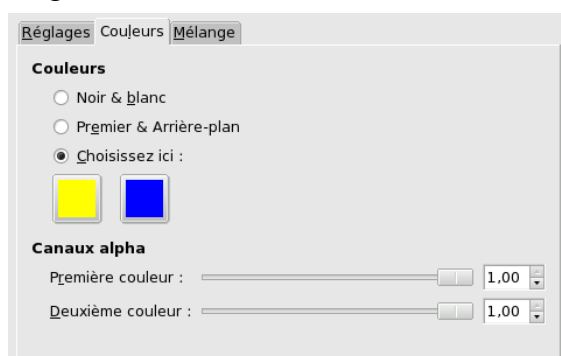 Réglages Couleurs Mélange
Couleurs
Noir & blanc
Premier & Arrière-plan
Choisissez ici :
Canaux alpha
Première couleur : 1,00
Deuxième couleur : 1,00